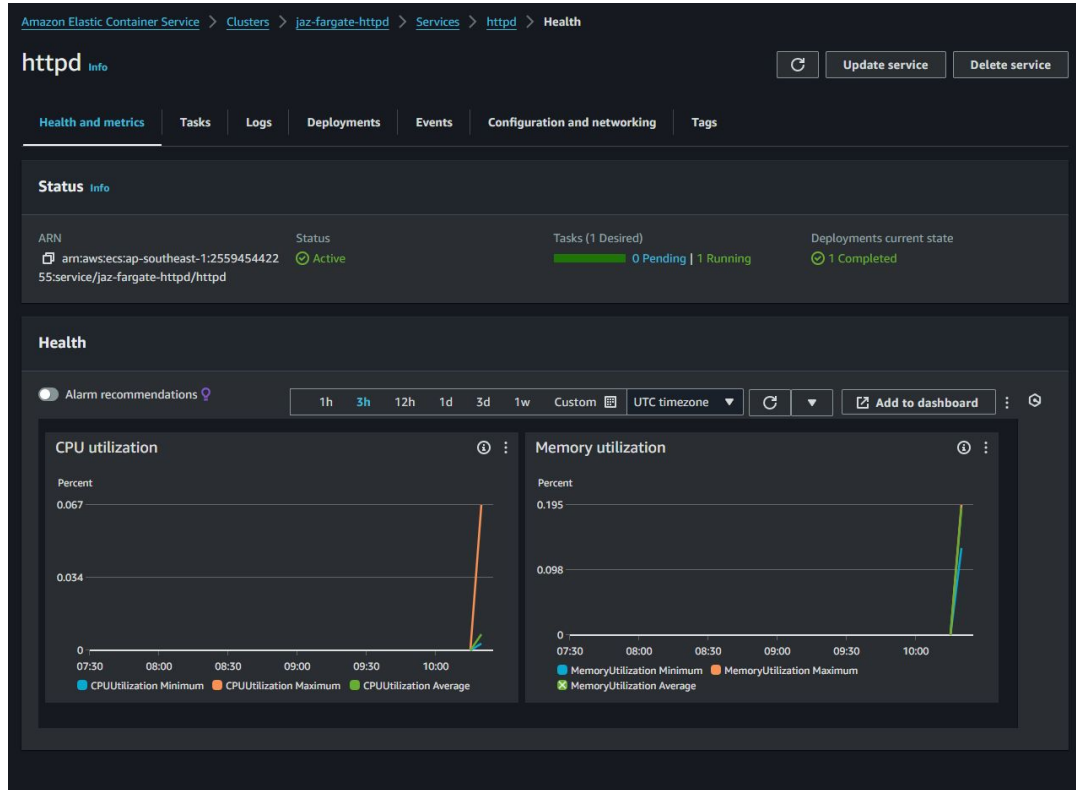 Amazon Elastic Container Service > Clusters > jaz-fargate-httpd > Services > httpd > Health
httpd Info
Update service
Delete service
Health and metrics
Tasks
Logs
Deployments
Events
Configuration and networking
Tags
Status Info
ARN
arn:aws:ecs:ap-southeast-1:2559454422
55:service/jaz-fargate-httpd/httpd
Status
Active
Tasks (1 Desired)
0 Pending | 1 Running
Deployments current state
1 Completed
Health
Alarm recommendations
1h 3h 12h 1d 3d 1w Custom
UTC timezone
Add to dashboard
CPU utilization
Percent
0.067
0.034
0
07:30 08:00 08:30 09:00 09:30 10:00
CPUUtilization Minimum CPUUtilization Maximum CPUUtilization Average
Memory utilization
Percent
0.195
0.098
0
07:30 08:00 08:30 09:00 09:30 10:00
MemoryUtilization Minimum MemoryUtilization Maximum
MemoryUtilization Average